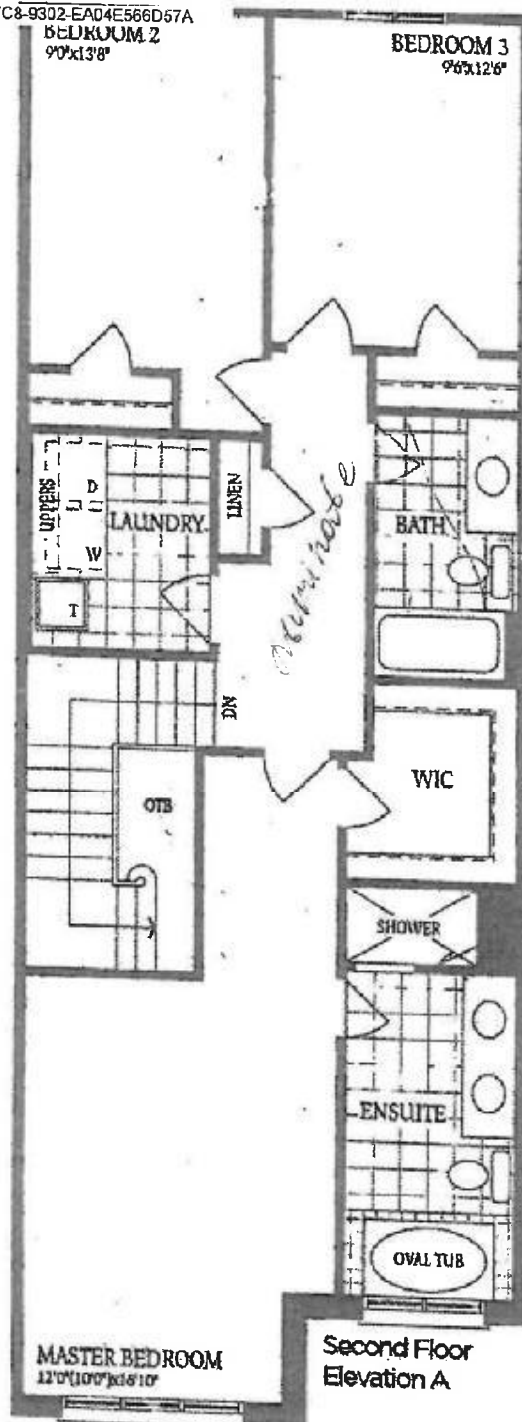 C8-9302-EA04E566D57A
BEDROOM 2
9'0"x13'8"
BEDROOM 3
9'6"x12'6"
UPPERS
D
W
T
LAUNDRY
LINEN
BATH
DN
OTB
WIC
SHOWER
ENSUITE
OVAL TUB
MASTER BEDROOM
12'0"(10'0")x16'10"
Second Floor
Elevation A